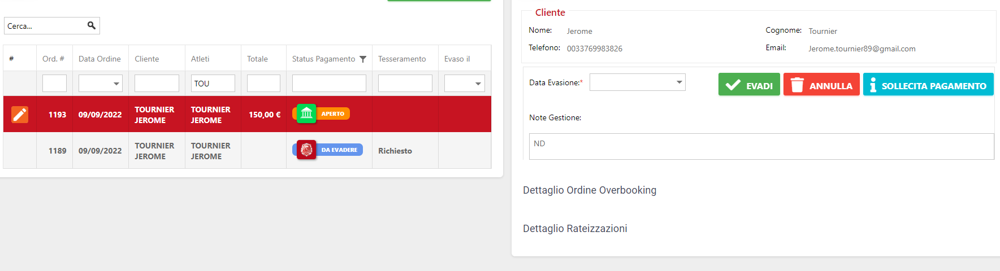 Cerca...
# Ord. # Data Ordine Cliente Atleti Totale Status Pagamento Tesseramento Evaso il
TOU
1193 09/09/2022 TOURNIER JEROME TOURNIER JEROME 150,00 € APERTO
1189 09/09/2022 TOURNIER JEROME TOURNIER JEROME DA EVADERE Richiesto
Cliente
Nome: Jerome Cognome: Tournier
Telefono: 0033769983826 Email: Jerome.tournier89@gmail.com
Data Evasione:* EVADI ANNULLA SOLLECITA PAGAMENTO
Note Gestione:
ND
Dettaglio Ordine Overbooking
Dettaglio Rateizzazioni